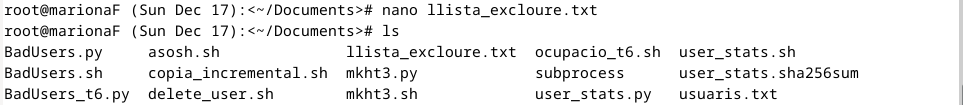 root@marionaF (Sun Dec 17):<~/Documents># nano llista_excloure.txt
root@marionaF (Sun Dec 17):<~/Documents># ls
BadUsers.py     asosh.sh              llista_excloure.txt  ocupacio_t6.sh  user_stats.sh
BadUsers.sh     copia_incremental.sh  mkht3.py             subprocess      user_stats.sha256sum
BadUsers_t6.py  delete_user.sh        mkht3.sh             user_stats.py   usuaris.txt